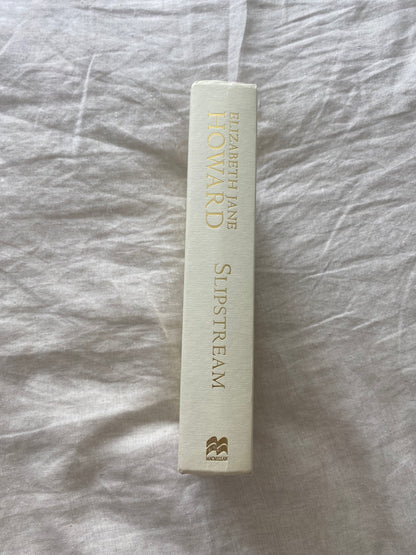 ELIZABETH JANE
HOWARD
SLIPSTREAM
MACMILLAN